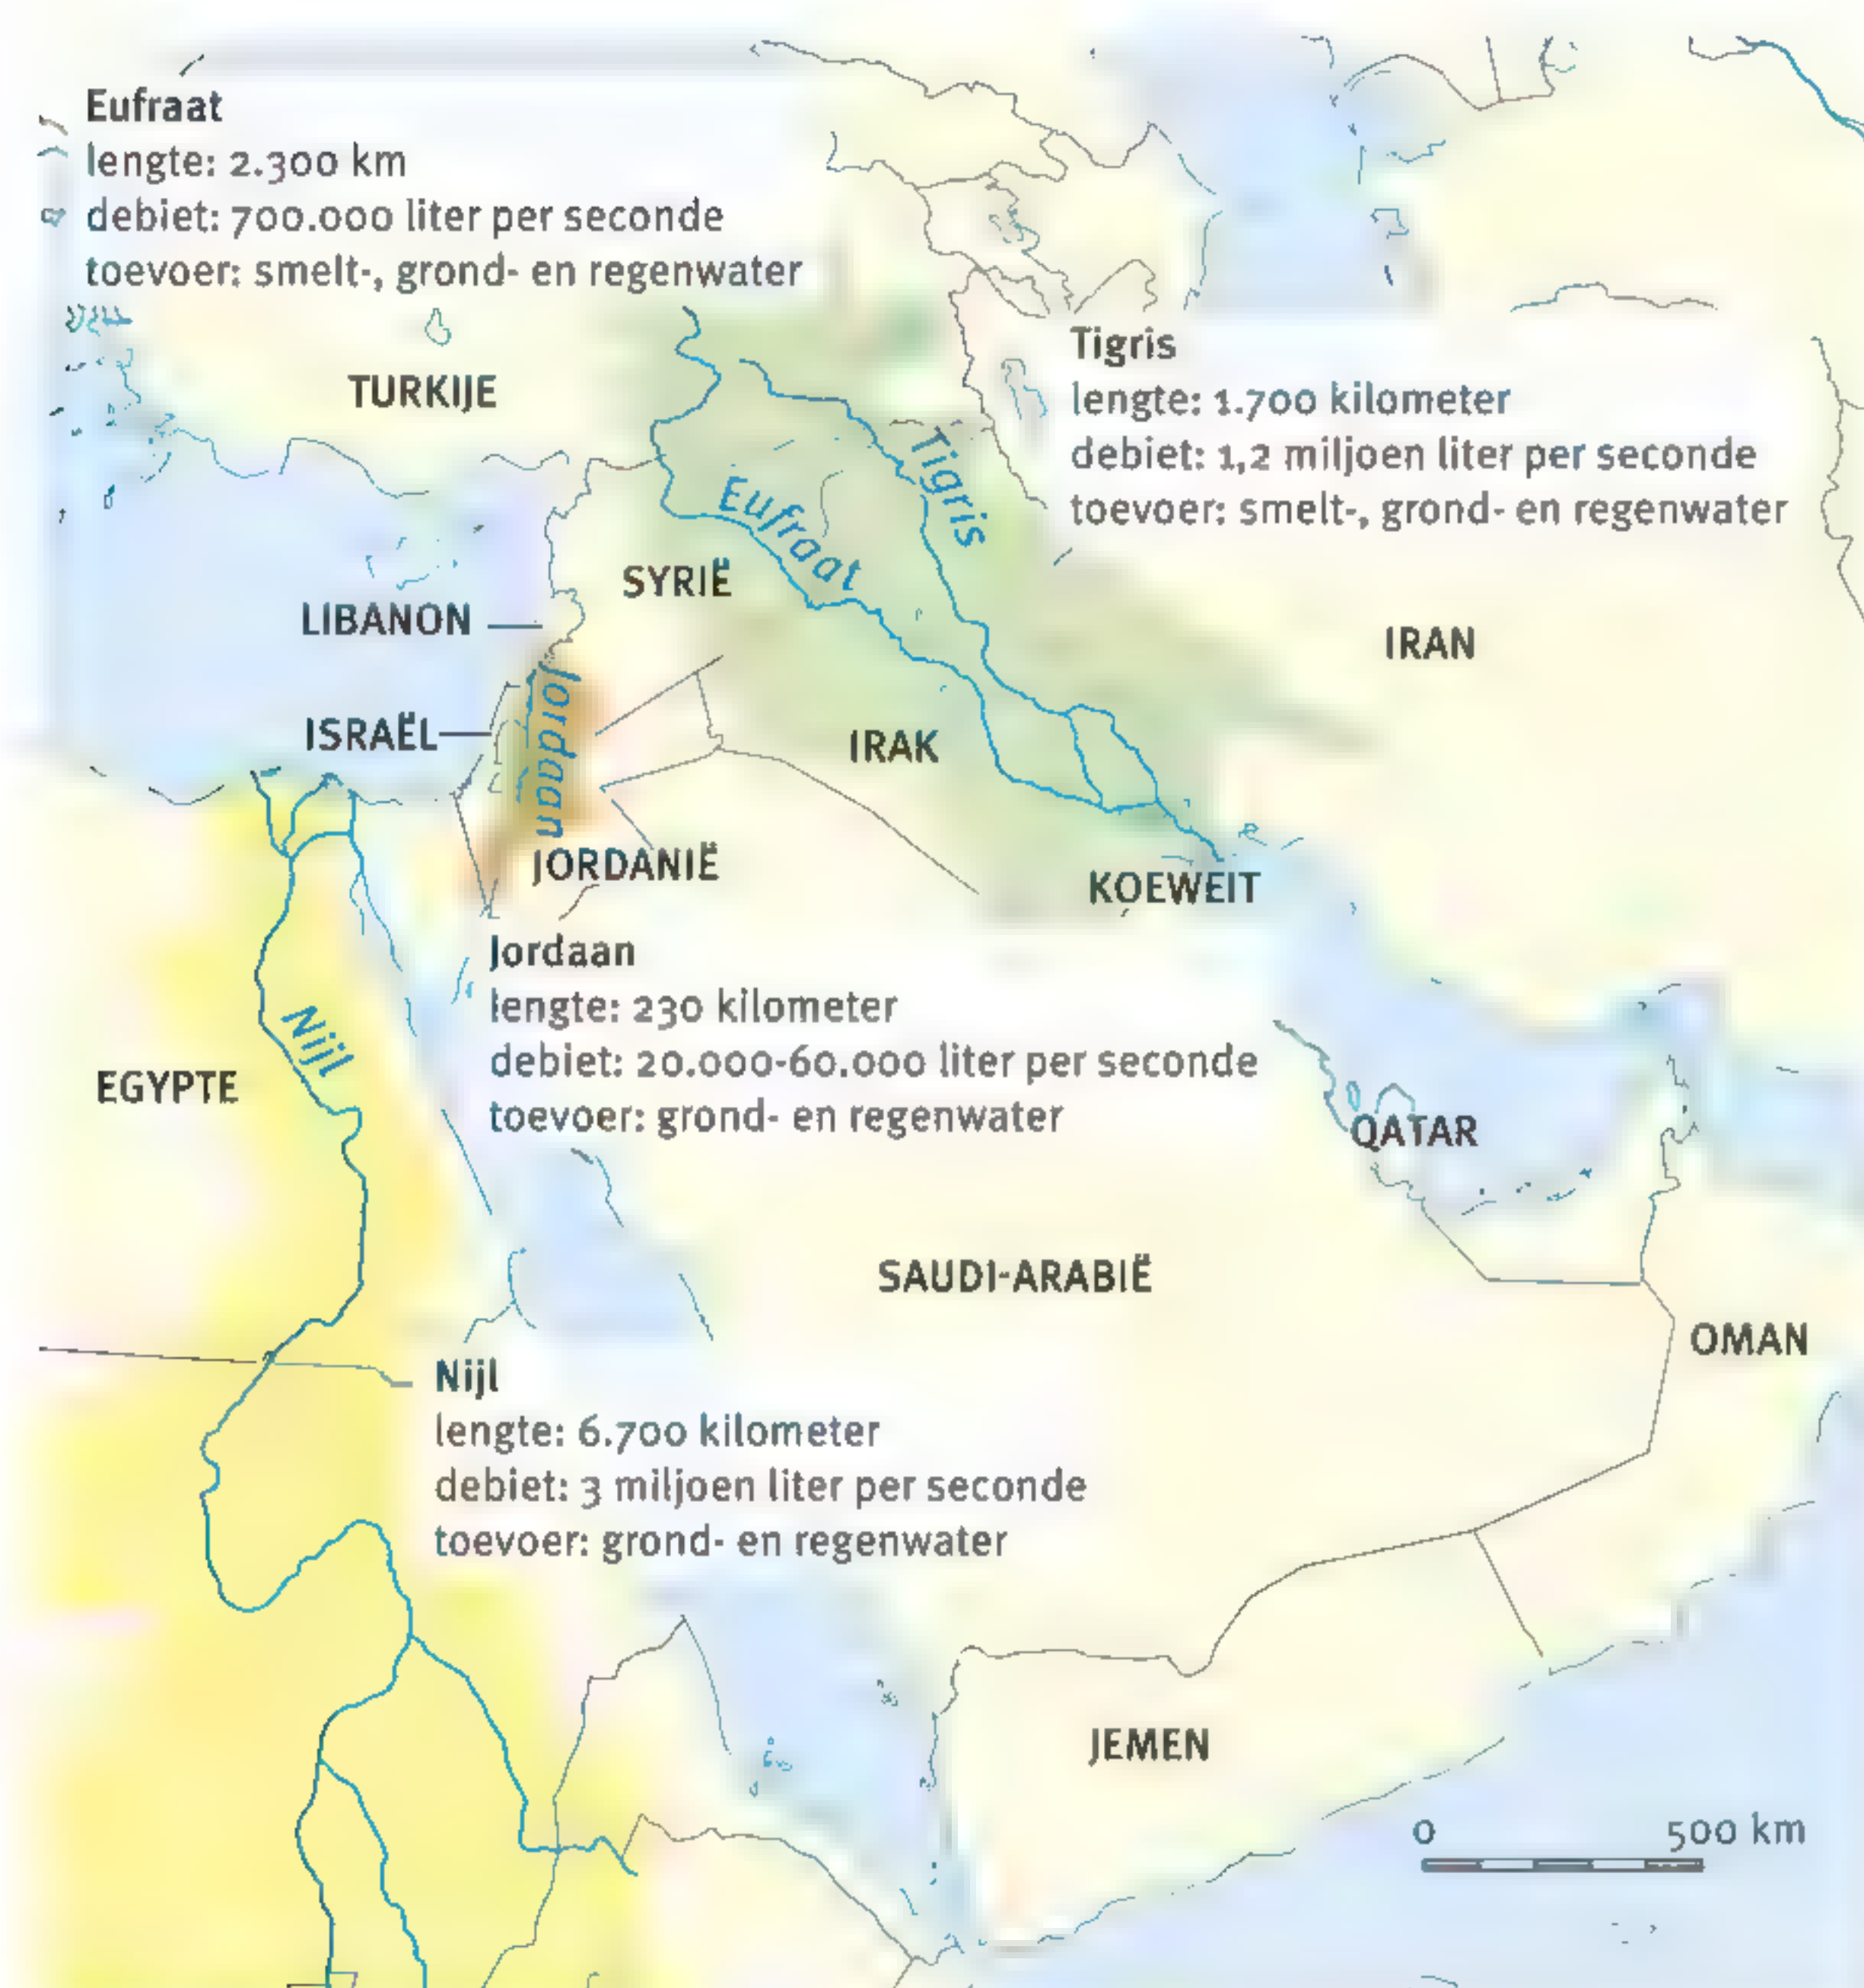 Eufraat
lengte: 2.300 km
debiet: 700.000 liter per seconde
toevoer: smelt-, grond- en regenwater
Tigris
lengte: 1.700 kilometer
debiet: 1,2 miljoen liter per seconde
toevoer: smelt-, grond- en regenwater
TURKIJE
Tigris
Eufraat
SYRIË
LIBANON
IRAN
Jordaan
ISRAËL
IRAK
JORDANIË
KOEWEIT
Jordaan
lengte: 230 kilometer
debiet: 20.000-60.000 liter per seconde
toevoer: grond- en regenwater
Nijl
EGYPTE
QATAR
SAUDI-ARABIË
OMAN
Nijl
lengte: 6.700 kilometer
debiet: 3 miljoen liter per seconde
toevoer: grond- en regenwater
JEMEN
0 500 km